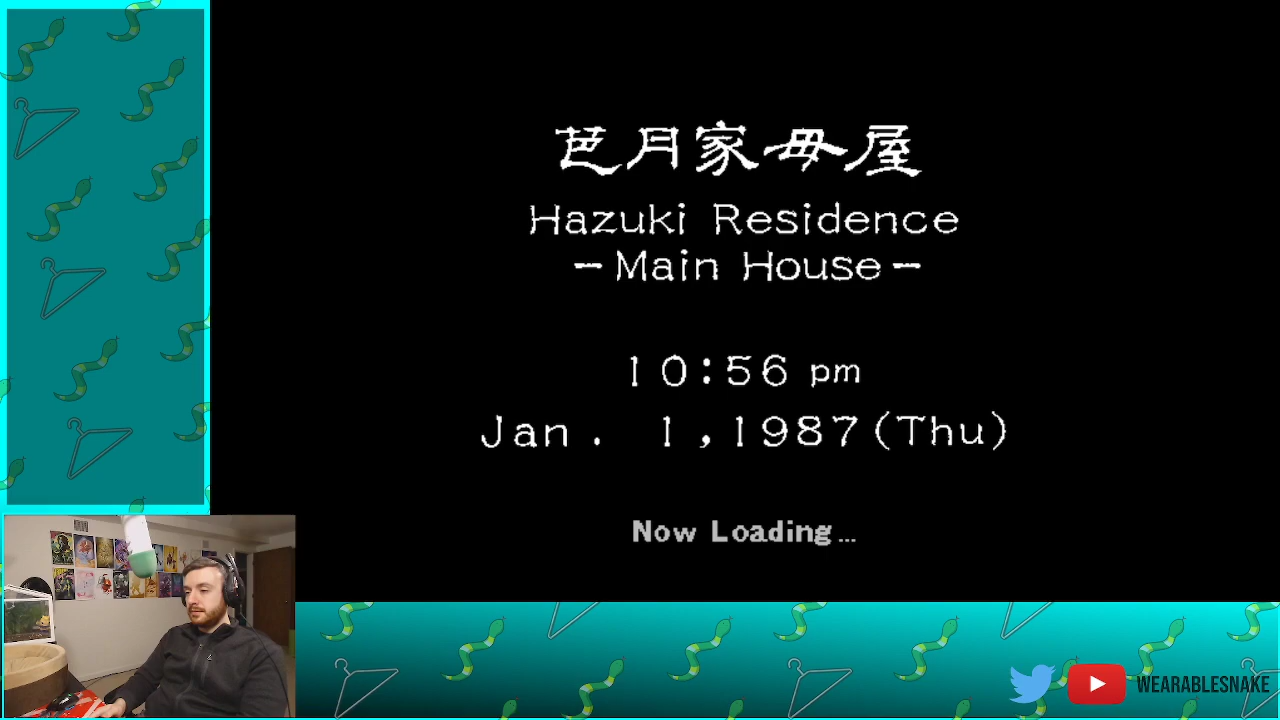 芭月家母屋
Hazuki Residence
-Main House-
10:56 pm
Jan. 1,1987(Thu)
Now Loading...
WEARABLESNAKE